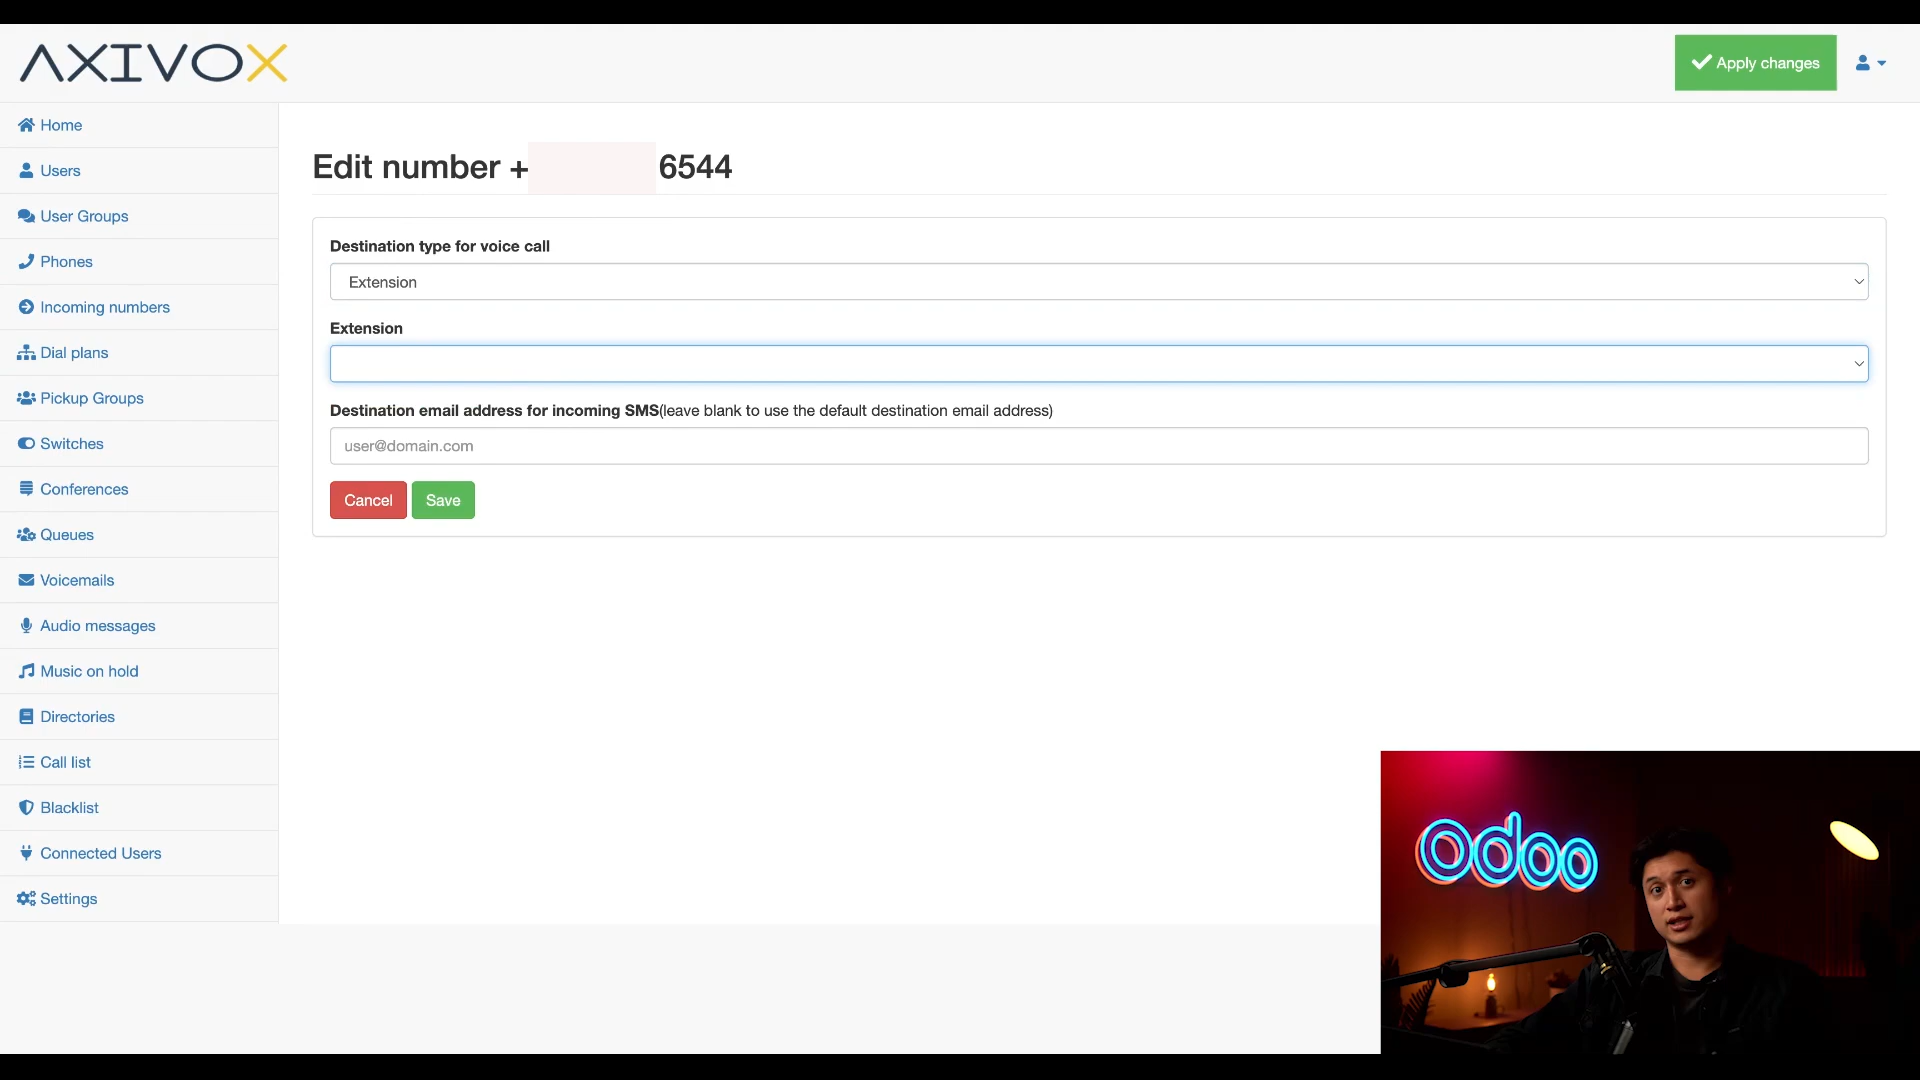 AXIVOX
Apply changes
Home
Users
User Groups
Phones
Incoming numbers
Dial plans
Pickup Groups
Switches
Conferences
Queues
Voicemails
Audio messages
Music on hold
Directories
Call list
Blacklist
Connected Users
Settings
Edit number + 6544
Destination type for voice call
Extension
Extension
Destination email address for incoming SMS(leave blank to use the default destination email address)
user@domain.com
Cancel
Save
odoo